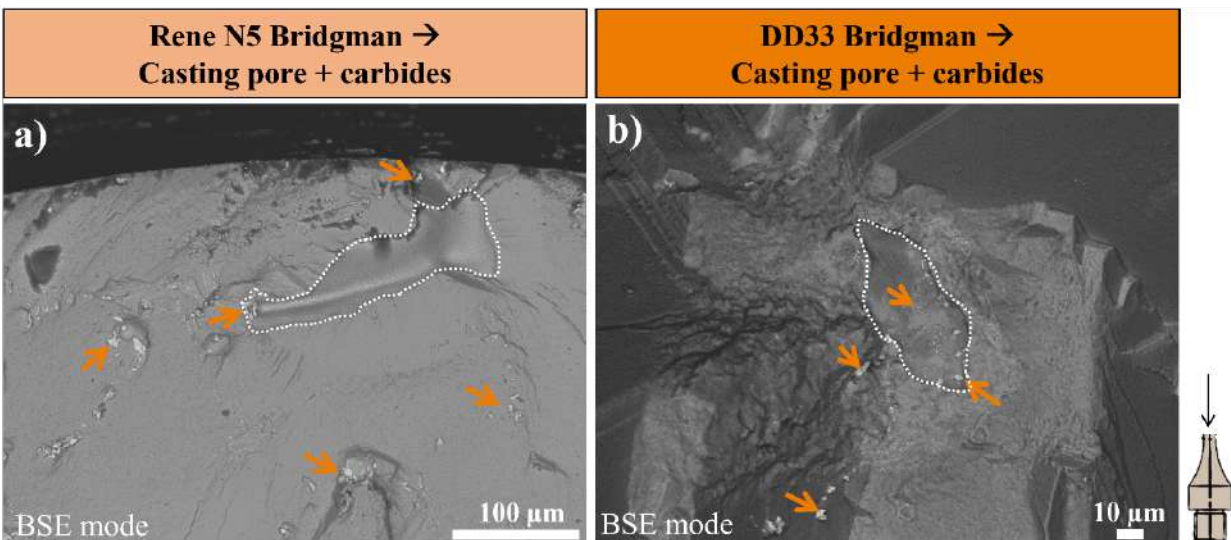 Rene N5 Bridgman →
Casting pore + carbides
DD33 Bridgman →
Casting pore + carbides
a)
b)
BSE mode
100 µm
BSE mode
10 µm